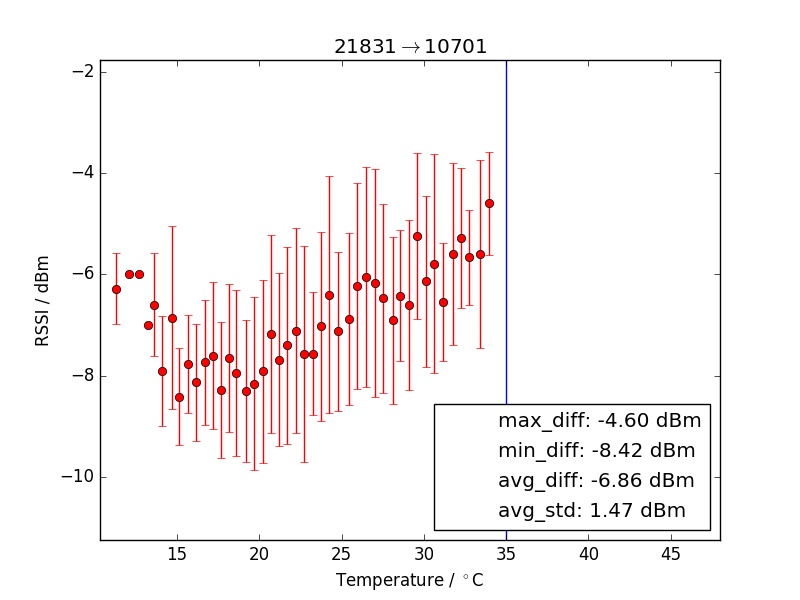 21831→10701
RSSI / dBm
−2
−4
−6
−8
−10
max_diff: -4.60 dBm
min_diff: -8.42 dBm
avg_diff: -6.86 dBm
avg_std: 1.47 dBm
15 20 25 30 35 40 45
Temperature / °C